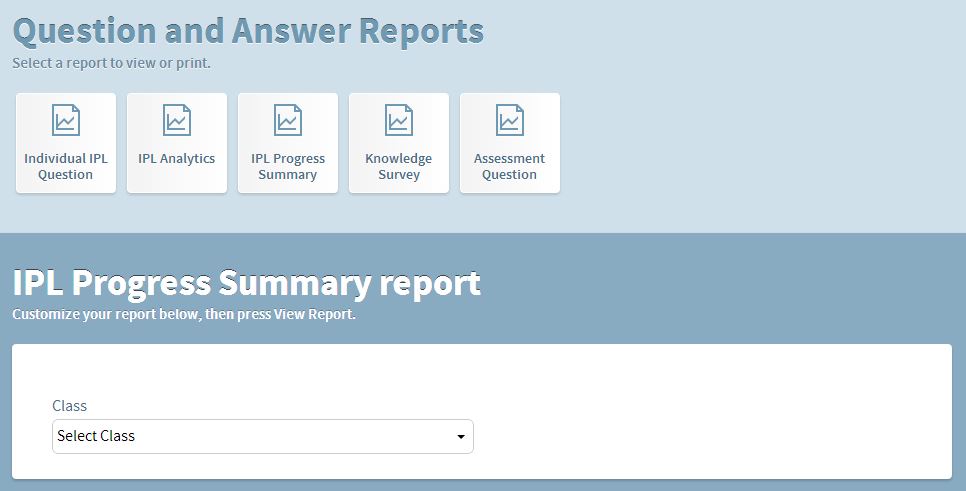 Question and Answer Reports
Select a report to view or print.
Individual IPL
Question
IPL Analytics
IPL Progress
Summary
Knowledge
Survey
Assessment
Question
IPL Progress Summary report
Customize your report below, then press View Report.
Class
Select Class